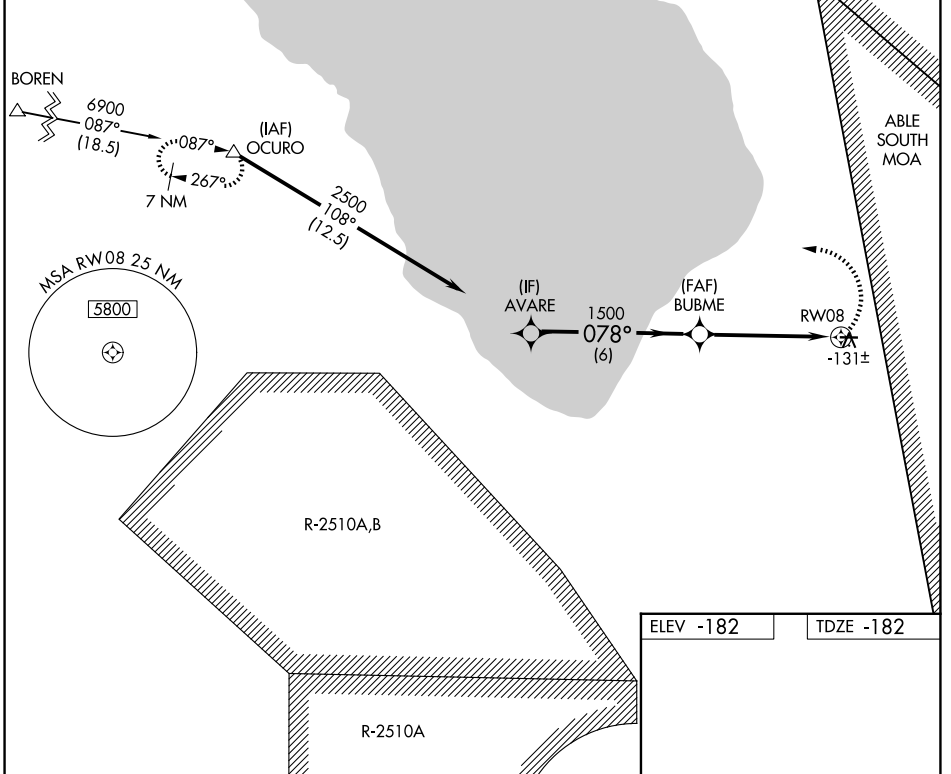 BOREN
6900
087°
(18.5)
087°
(IAF)
OCURO
267°
7 NM
2500
108°
(12.5)
ABLE
SOUTH
MOA
MSA RW08 25 NM
5800
(IF)
AVARE
1500
078°
(6)
(FAF)
BUBME
RW08
-131±
R-2510A,B
ELEV -182
TDZE -182
R-2510A